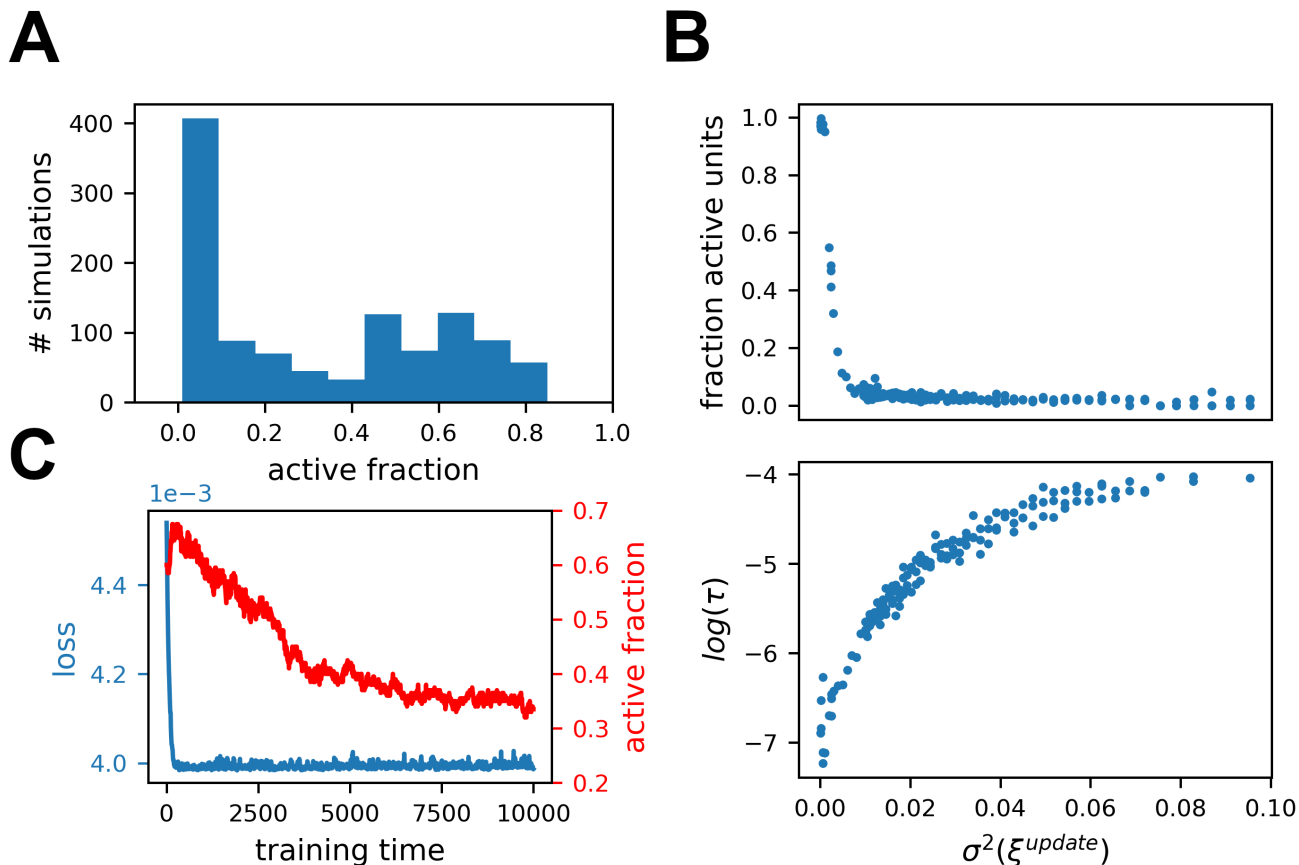 A
# simulations
400
300
200
100
0
0.0 0.2 0.4 0.6 0.8 1.0
active fraction
B
fraction active units
1.0
0.8
0.6
0.4
0.2
0.0
log(τ)
−4
−5
−6
−7
0.00 0.02 0.04 0.06 0.08 0.10
σ²(ξ^update)
C
1e−3
loss
4.4
4.2
4.0
0.7
0.6
0.5
0.4
0.3
0.2
active fraction
0 2500 5000 7500 10000
training time